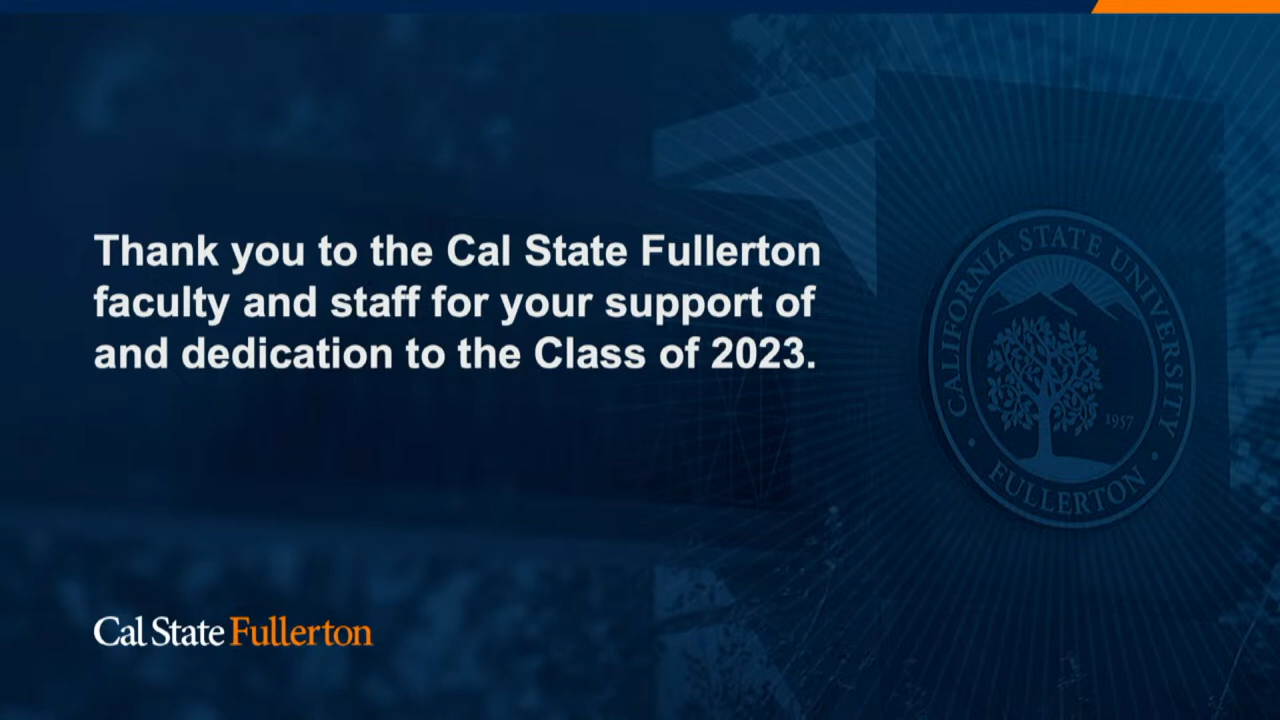 Thank you to the Cal State Fullerton
faculty and staff for your support of
and dedication to the Class of 2023.
CALIFORNIA STATE UNIVERSITY
1957
FULLERTON
Cal State Fullerton